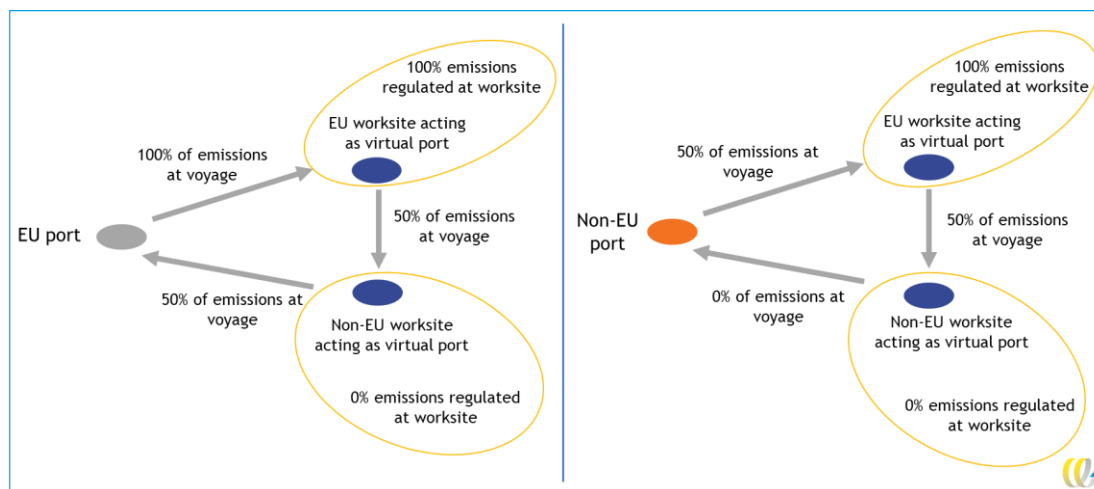 100% emissions
regulated at worksite
EU worksite acting
as virtual port
100% of emissions
at voyage
EU port
50% of emissions
at voyage
50% of emissions at
voyage
Non-EU worksite
acting as virtual port
0% emissions regulated
at worksite
100% emissions
regulated at worksite
EU worksite acting
as virtual port
50% of emissions at
voyage
Non-EU
port
50% of emissions
at voyage
0% of emissions at
voyage
Non-EU worksite
acting as virtual port
0% emissions regulated
at worksite